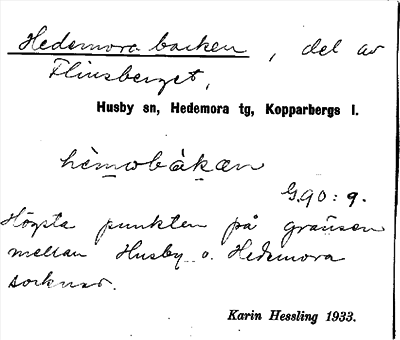 Hedemora backen, del av
Flinsberget,
Husby sn, Hedemora tg, Kopparbergs l.
hèmobàkæn
G.90: 9.
Högsta punkten på gränsen
mellan Husby o. Hedemora
socknar.
Karin Hessling 1933.